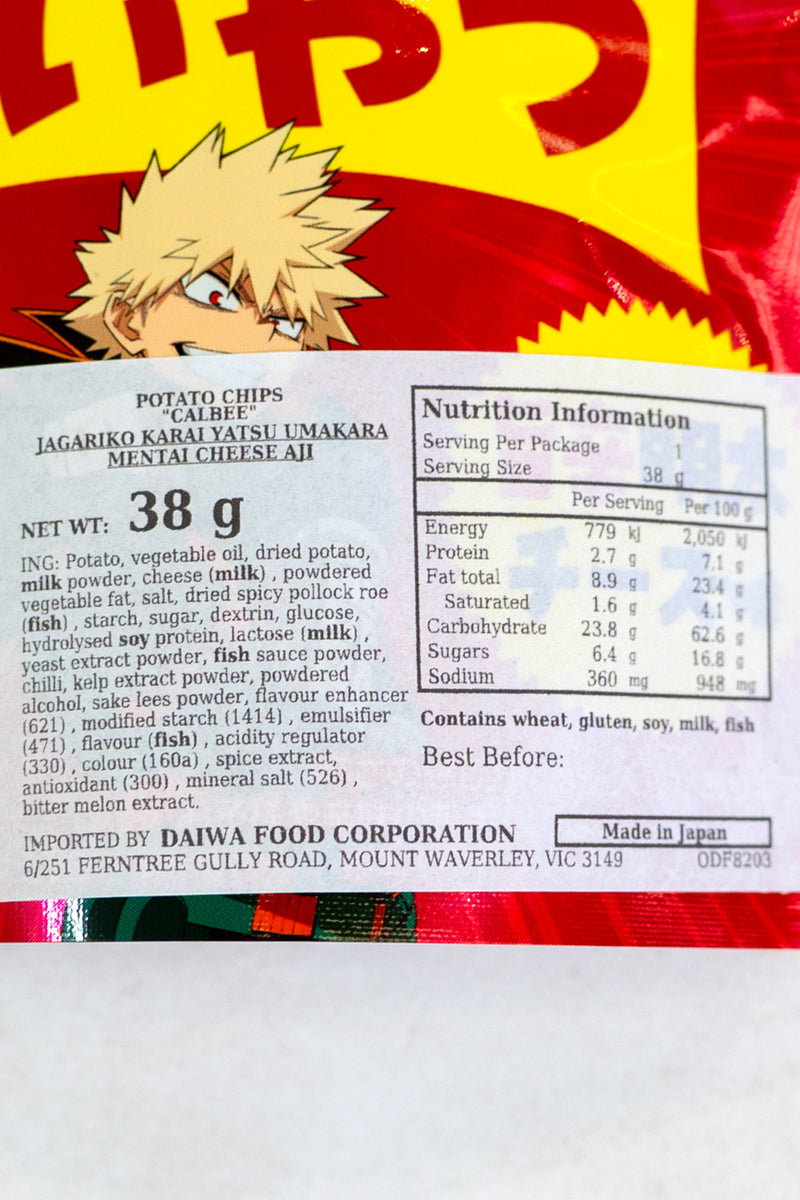 いやつ
POTATO CHIPS
"CALBEE"
JAGARIKO KARAI YATSU UMAKARA
MENTAI CHEESE AJI
NET WT: 38 g
ING: Potato, vegetable oil, dried potato,
milk powder, cheese (milk) , powdered
vegetable fat, salt, dried spicy pollock roe
(fish) , starch, sugar, dextrin, glucose,
hydrolysed soy protein, lactose (milk) ,
yeast extract powder, fish sauce powder,
chilli, kelp extract powder, powdered
alcohol, sake lees powder, flavour enhancer
(621) , modified starch (1414) , emulsifier
(471) , flavour (fish) , acidity regulator
(330) , colour (160a) , spice extract,
antioxidant (300) , mineral salt (526) ,
bitter melon extract.
Nutrition Information
Serving Per Package 1
Serving Size 38 g
Per Serving Per 100 g
Energy 779 kJ 2,050 kJ
Protein 2.7 g 7.1 g
Fat total 8.9 g 23.4 g
Saturated 1.6 g 4.1 g
Carbohydrate 23.8 g 62.6 g
Sugars 6.4 g 16.8 g
Sodium 360 mg 948 mg
Contains wheat, gluten, soy, milk, fish
Best Before:
IMPORTED BY DAIWA FOOD CORPORATION
Made in Japan
6/251 FERNTREE GULLY ROAD, MOUNT WAVERLEY, VIC 3149
ODF8203